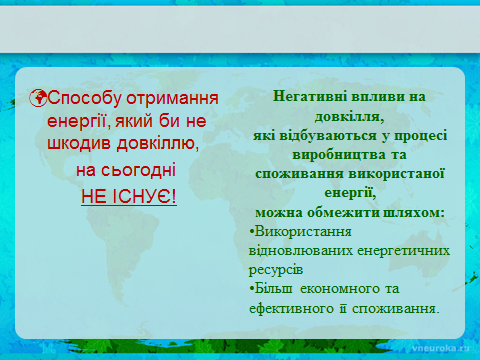 Способу отримання
енергії, який би не
шкодив довкіллю,
на сьогодні
НЕ ІСНУЄ!
Негативні впливи на
довкілля,
які відбуваються у процесі
виробництва та
споживання використаної
енергії,
можна обмежити шляхом:
•Використання
відновлюваних енергетичних
ресурсів
•Більш економного та
ефективного її споживання.
voeuroka.ru